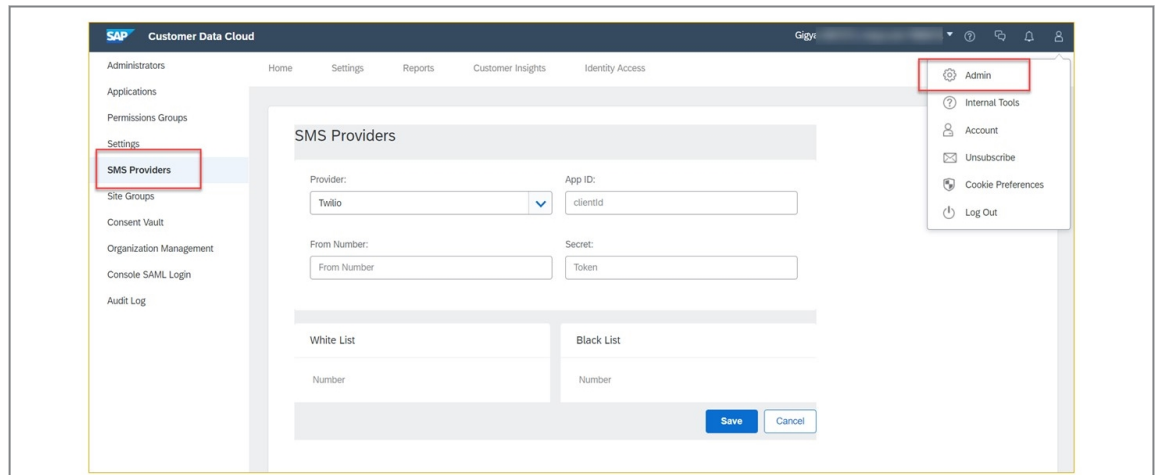 SAP Customer Data Cloud
Gigya
Administrators
Applications
Permissions Groups
Settings
SMS Providers
Site Groups
Consent Vault
Organization Management
Console SAML Login
Audit Log
Home Settings Reports Customer Insights Identity Access
Admin
Internal Tools
Account
Unsubscribe
Cookie Preferences
Log Out
SMS Providers
Provider: App ID:
Twilio clientId
From Number: Secret:
From Number Token
White List Black List
Number Number
Save Cancel